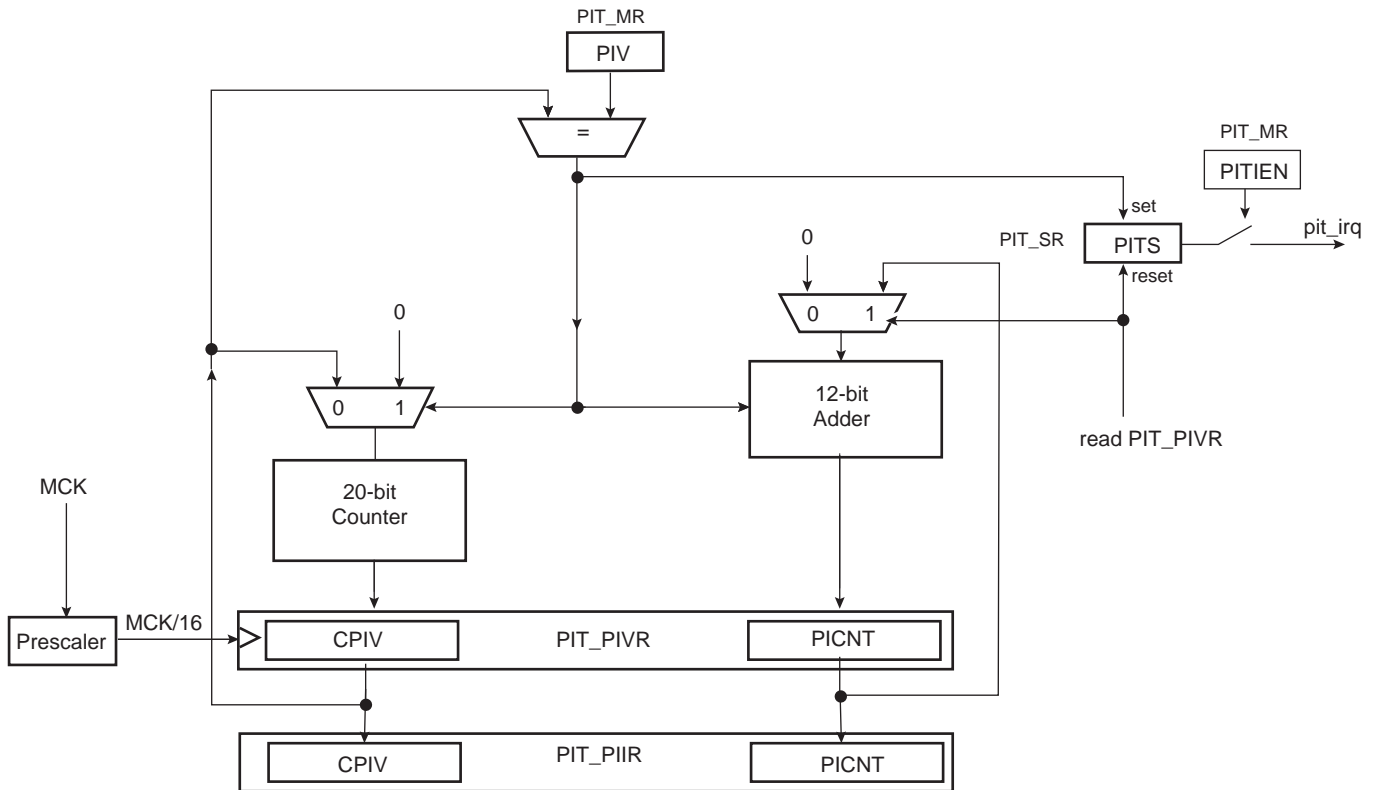 PIT_MR
PIV
=
PIT_MR
PITIEN
set
0
PIT_SR
PITS
pit_irq
reset
0
0 1
0 1
12-bit
Adder
read PIT_PIVR
MCK
20-bit
Counter
MCK/16
Prescaler
CPIV
PIT_PIVR
PICNT
CPIV
PIT_PIIR
PICNT